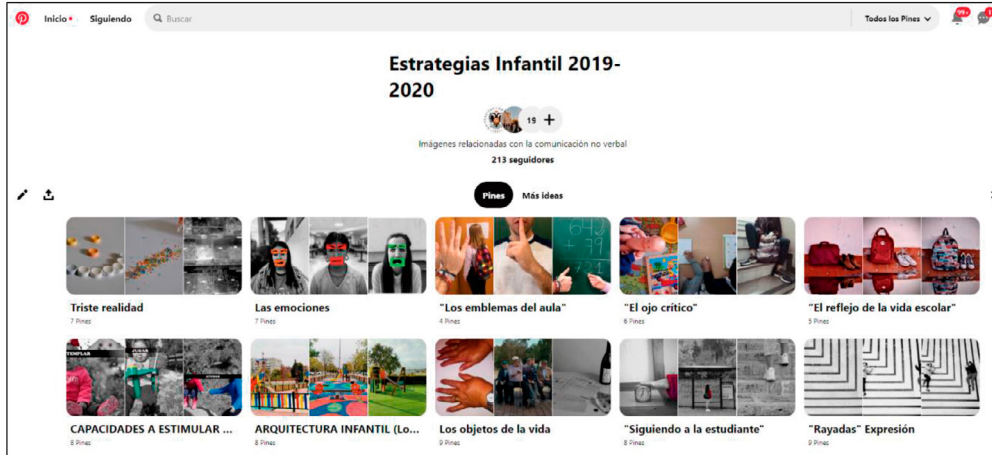 Inicio
Siguiendo
Buscar
Todos los Pines
99+
Estrategias Infantil 2019-
2020
19
Imágenes relacionadas con la comunicación no verbal
213 seguidores
Pines
Más ideas
Triste realidad
7 Pines
Las emociones
7 Pines
"Los emblemas del aula"
4 Pines
"El ojo crítico"
6 Pines
"El reflejo de la vida escolar"
5 Pines
TEMPLAR
JUGAR
CAPACIDADES A ESTIMULAR ...
8 Pines
ARQUITECTURA INFANTIL (Lo...
8 Pines
Los objetos de la vida
9 Pines
"Siguiendo a la estudiante"
8 Pines
"Rayadas" Expresión
9 Pines